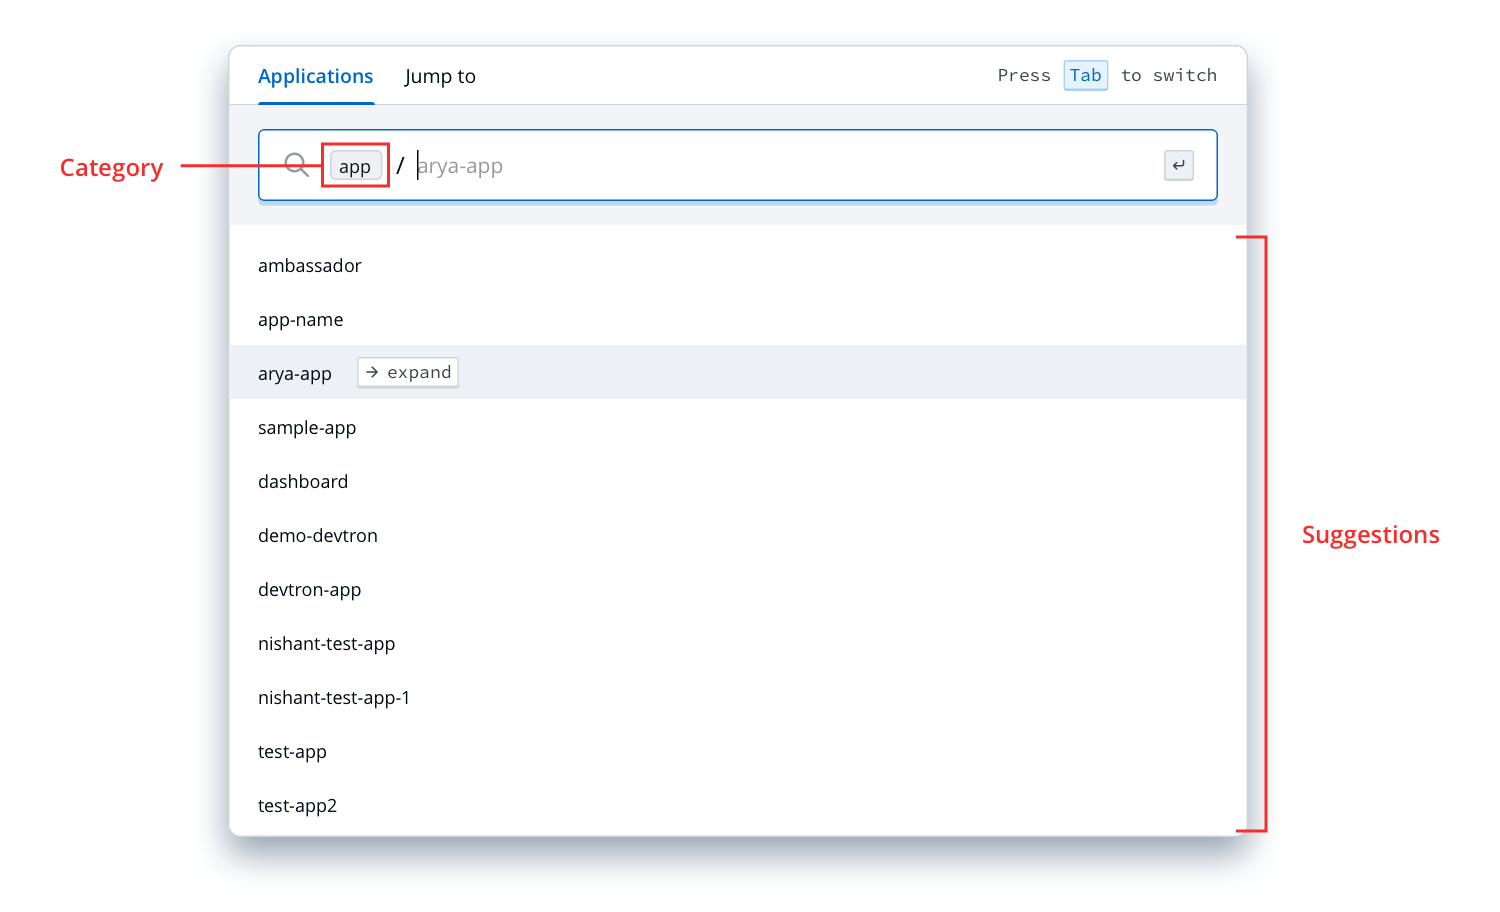 Applications Jump to Press Tab to switch
Category
app / arya-app
ambassador
app-name
arya-app → expand
sample-app
dashboard
demo-devtron
Suggestions
devtron-app
nishant-test-app
nishant-test-app-1
test-app
test-app2